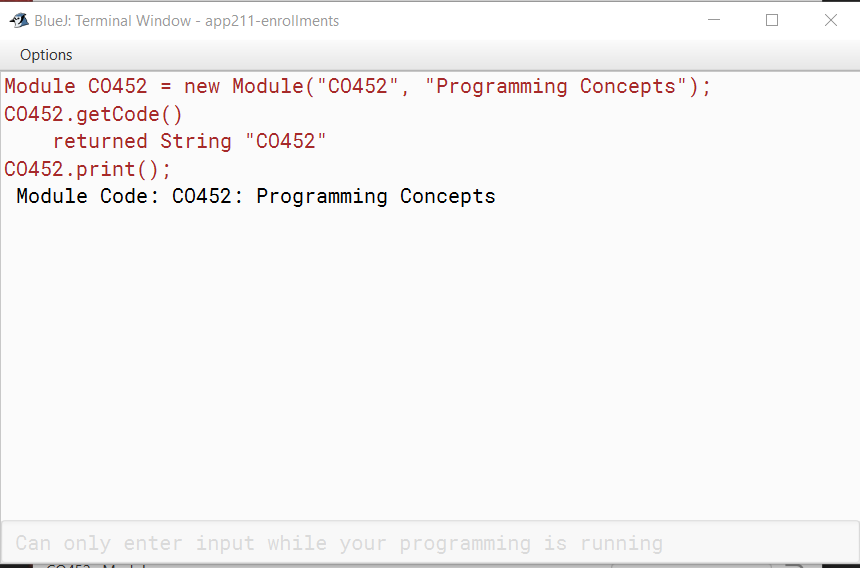 BlueJ: Terminal Window - app211-enrollments
Options
Module CO452 = new Module("CO452", "Programming Concepts");
CO452.getCode()
    returned String "CO452"
CO452.print();
 Module Code: CO452: Programming Concepts
Can only enter input while your programming is running